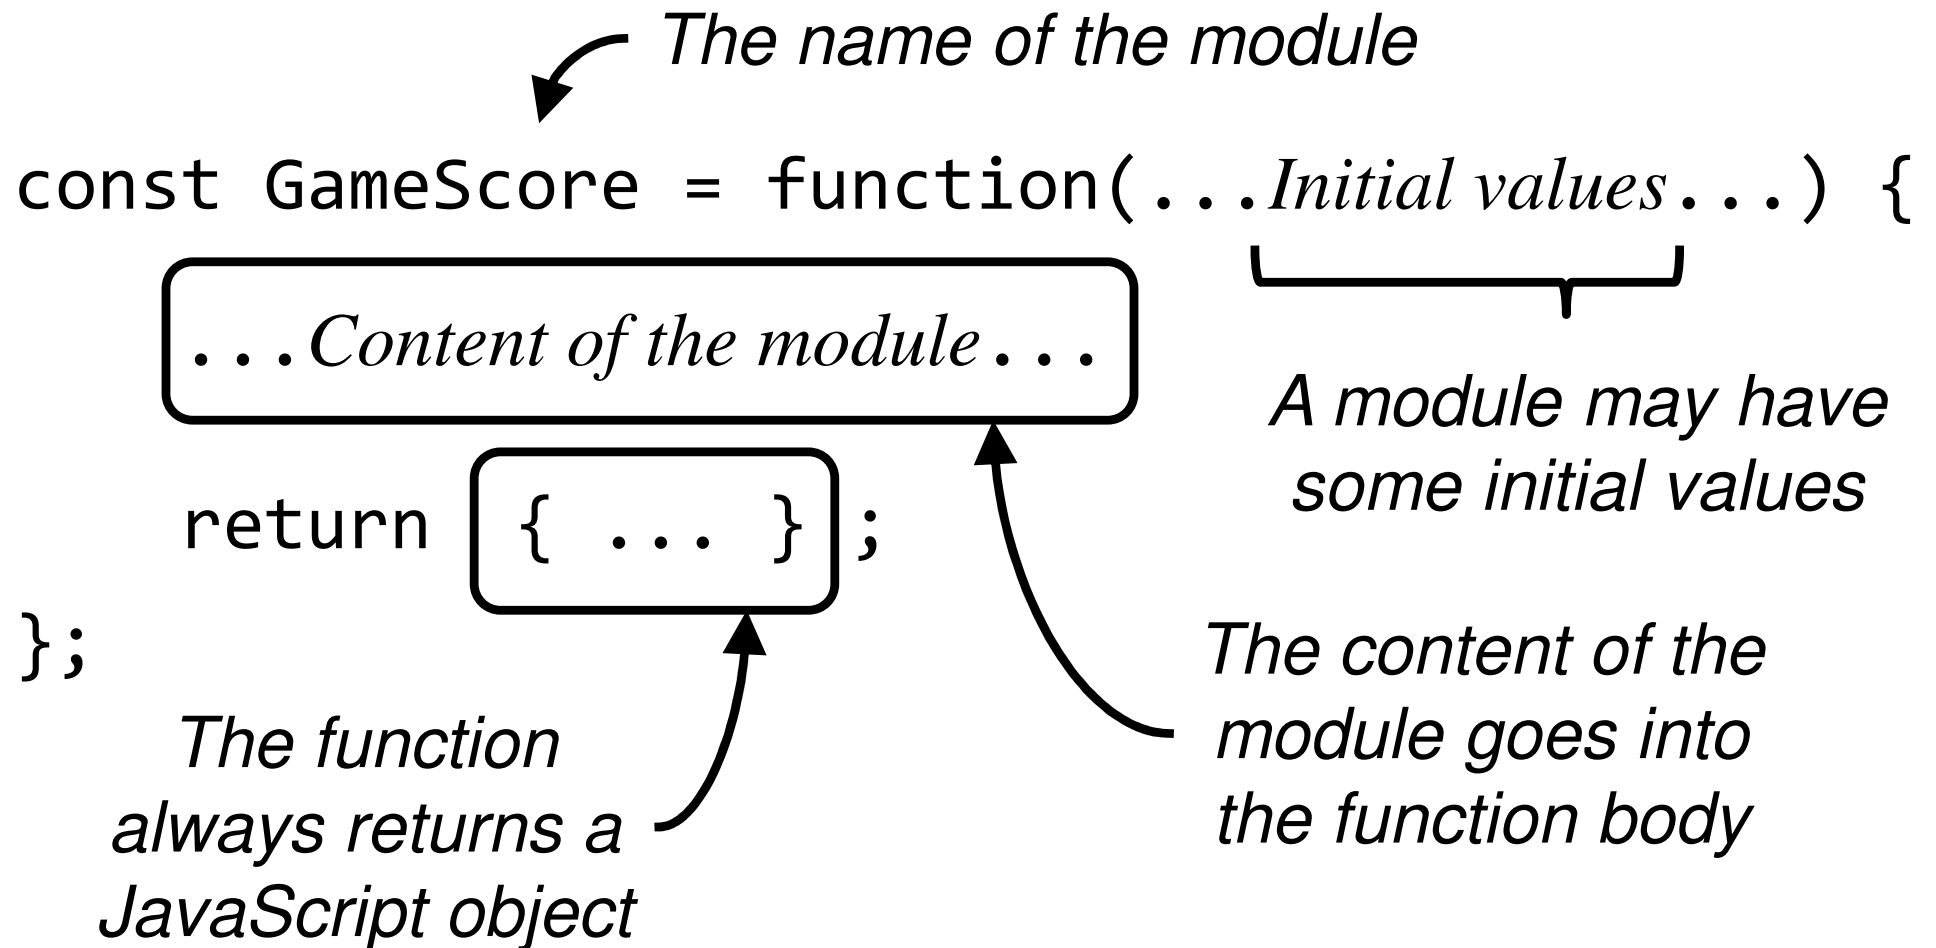 The name of the module
const GameScore = function(...Initial values...) {
...Content of the module...
A module may have
some initial values
return { ... };
};
The content of the
module goes into
the function body
The function
always returns a
JavaScript object